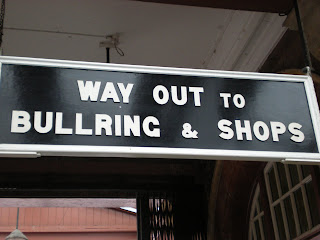 WAY OUT TO
BULLRING & SHOPS